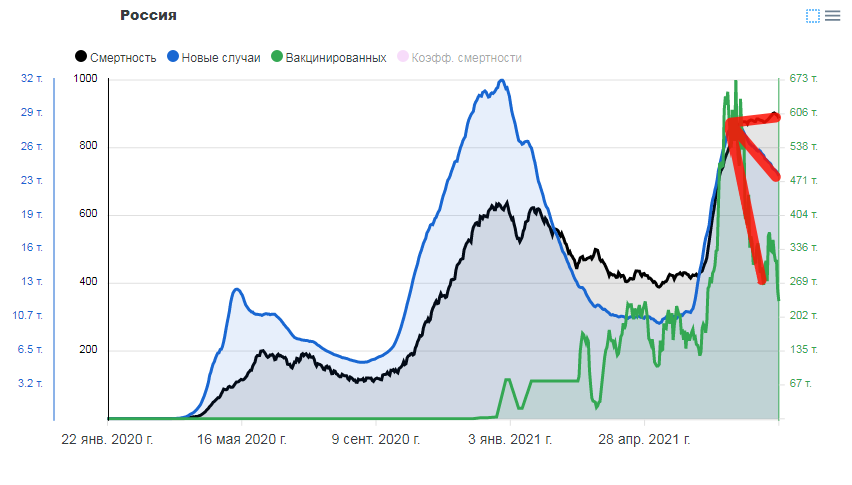 Россия
Смертность Новые случаи Вакцинированных Коэфф. смертности
32 т. 1000 673 т.
29 т. 606 т.
26 т. 800 538 т.
23 т. 471 т.
19 т. 600 404 т.
16 т. 336 т.
13 т. 400 269 т.
10.7 т. 202 т.
6.5 т. 200 135 т.
3.2 т. 67 т.
22 янв. 2020 г. 16 мая 2020 г. 9 сент. 2020 г. 3 янв. 2021 г. 28 апр. 2021 г.